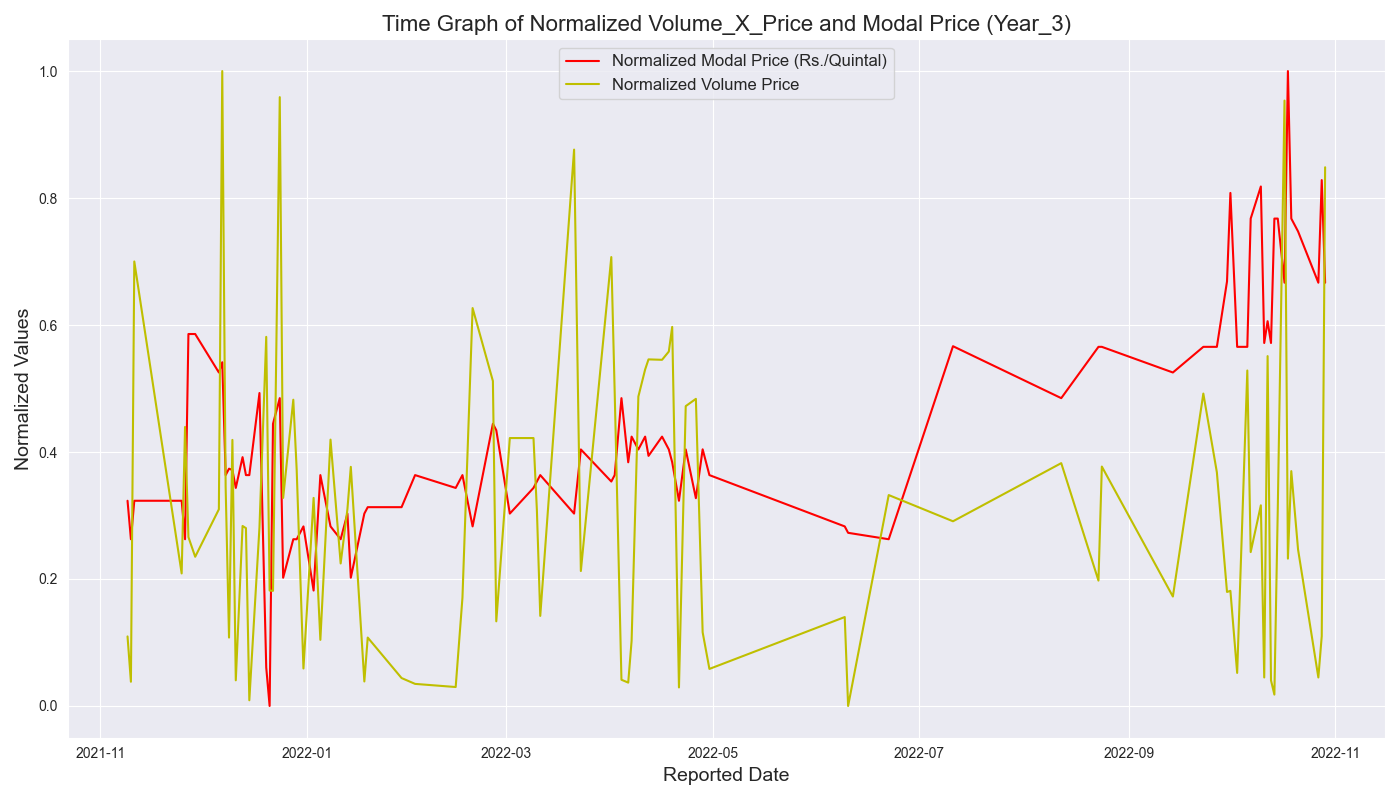 Time Graph of Normalized Volume_X_Price and Modal Price (Year_3)
Normalized Modal Price (Rs./Quintal)
Normalized Volume Price
Normalized Values
1.0
0.8
0.6
0.4
0.2
0.0
2021-11 2022-01 2022-03 2022-05 2022-07 2022-09 2022-11
Reported Date